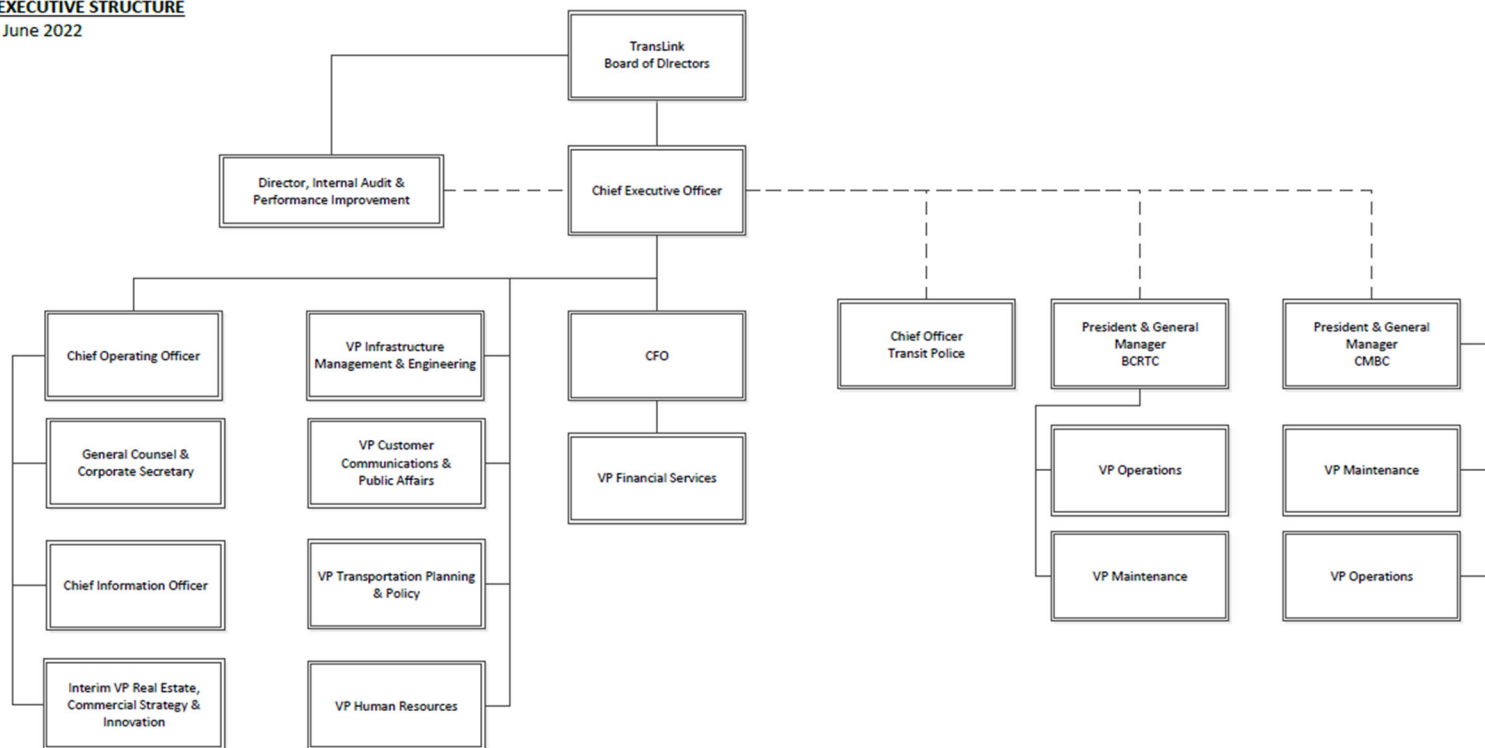 EXECUTIVE STRUCTURE
June 2022
TransLink
Board of Directors
Director, Internal Audit &
Performance Improvement
Chief Executive Officer
Chief Operating Officer
VP Infrastructure
Management & Engineering
CFO
Chief Officer
Transit Police
President & General
Manager
BCRTC
President & General
Manager
CMBC
General Counsel &
Corporate Secretary
VP Customer
Communications &
Public Affairs
VP Financial Services
VP Operations
VP Maintenance
Chief Information Officer
VP Transportation Planning
& Policy
VP Maintenance
VP Operations
Interim VP Real Estate,
Commercial Strategy &
Innovation
VP Human Resources